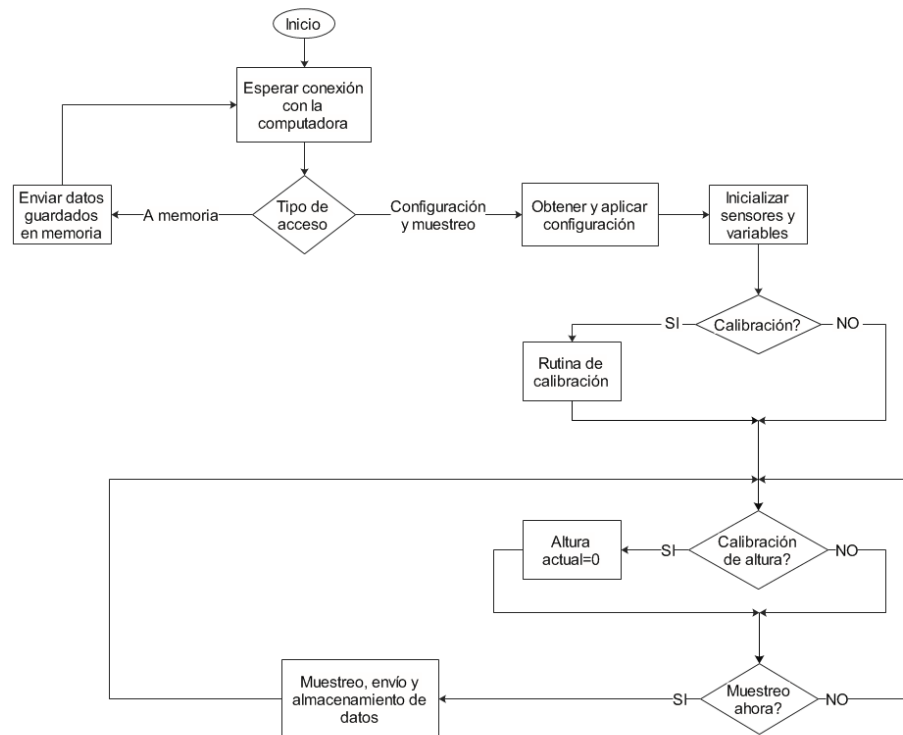 Inicio
Esperar conexión
con la
computadora
Enviar datos
guardados
en memoria
A memoria
Tipo de
acceso
Configuración
y muestreo
Obtener y aplicar
configuración
Inicializar
sensores y
variables
SI
Calibración?
NO
Rutina de
calibración
Altura
actual=0
SI
Calibración
de altura?
NO
Muestreo, envío y
almacenamiento de
datos
SI
Muestreo
ahora?
NO